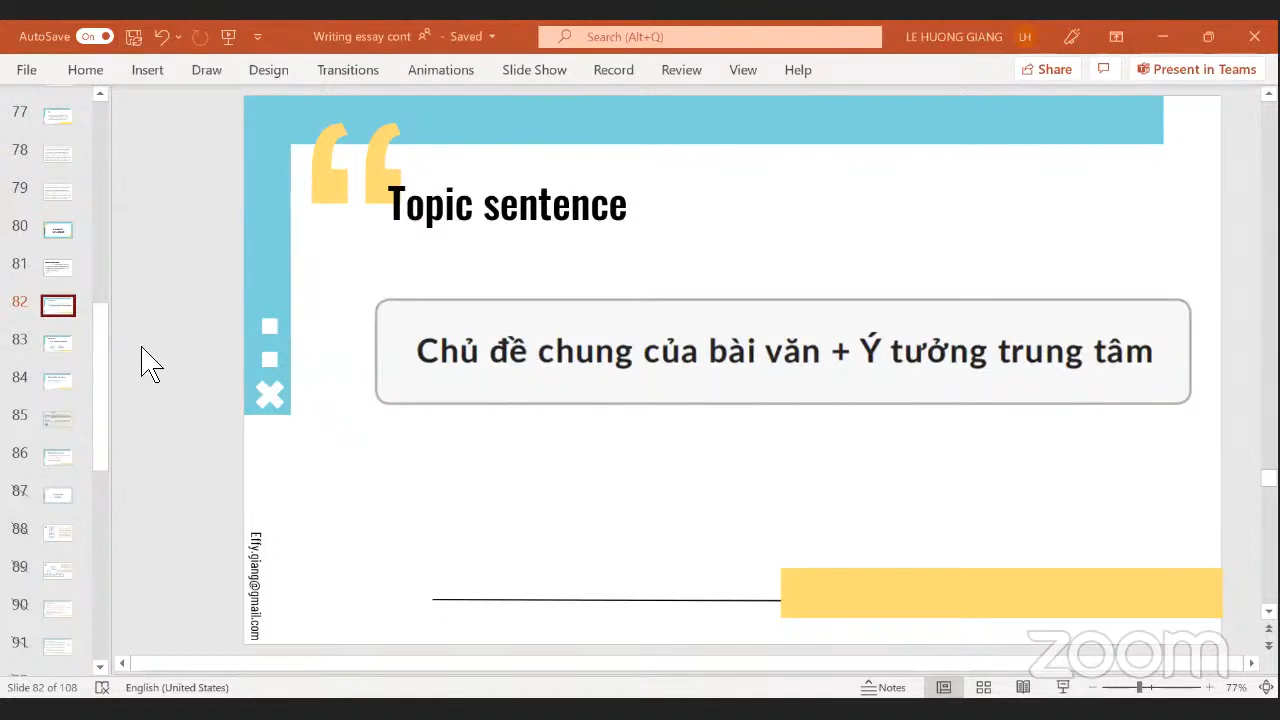 AutoSave On Writing essay cont - Saved Search (Alt+Q) LE HUONG GIANG LH
File Home Insert Draw Design Transitions Animations Slide Show Record Review View Help Share Present in Teams
77
78
79
80
81
82
83
84
85
86
87
88
89
90
91
“
Topic sentence
Chủ đề chung của bài văn + Ý tưởng trung tâm
Effy.giang@gmail.com
zoom
Slide 82 of 108 English (United States) Notes 77%